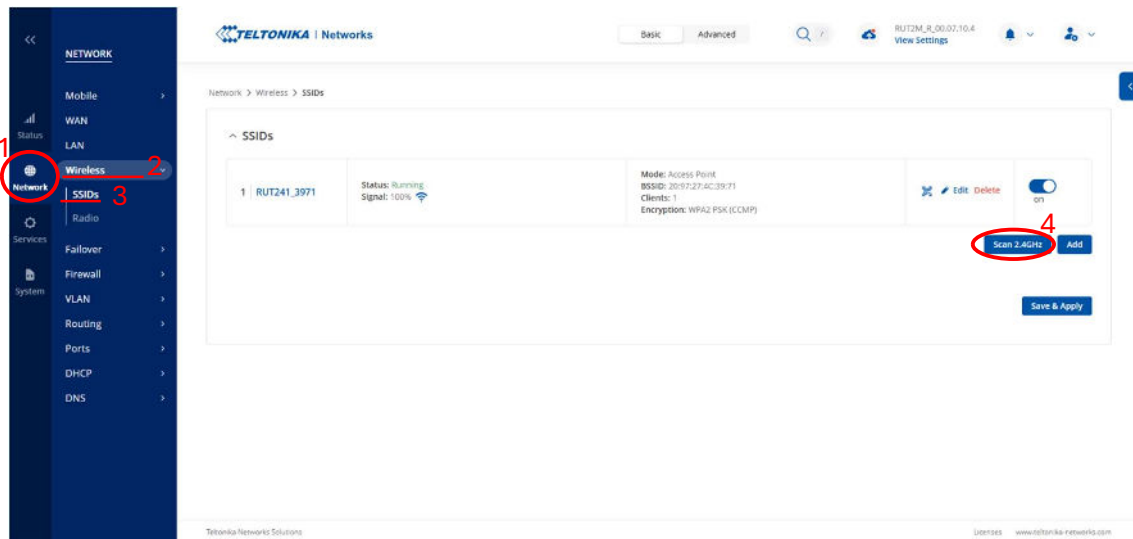 TELTONIKA | Networks
Basic
Advanced
RUT2M_R_00.07.10.4
View Settings
NETWORK
Mobile
WAN
LAN
Wireless
SSIDs
Radio
Failover
Firewall
VLAN
Routing
Ports
DHCP
DNS
Status
Network
Services
System
1
2
3
4
Network > Wireless > SSIDs
SSIDs
1 RUT241_3971
Status: Running
Signal: 100%
Mode: Access Point
BSSID: 20:97:27:4C:39:71
Clients: 1
Encryption: WPA2 PSK (CCMP)
Edit Delete
on
Scan 2.4GHz
Add
Save & Apply
Teltonika Networks Solutions
Licenses
www.teltonika-networks.com